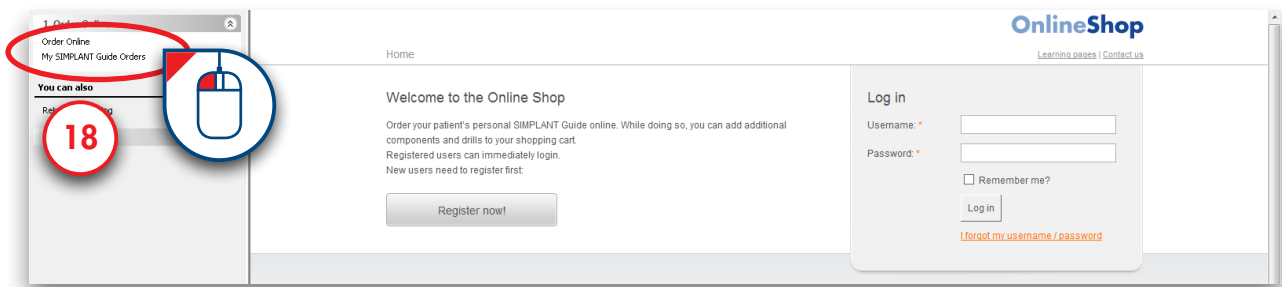 1. Order Online
Order Online
My SIMPLANT Guide Orders
You can also
18
OnlineShop
Home
Learning pages | Contact us
Welcome to the Online Shop
Order your patient's personal SIMPLANT Guide online. While doing so, you can add additional
components and drills to your shopping cart.
Registered users can immediately login.
New users need to register first:
Register now!
Log in
Username: *
Password: *
Remember me?
Log in
I forgot my username / password